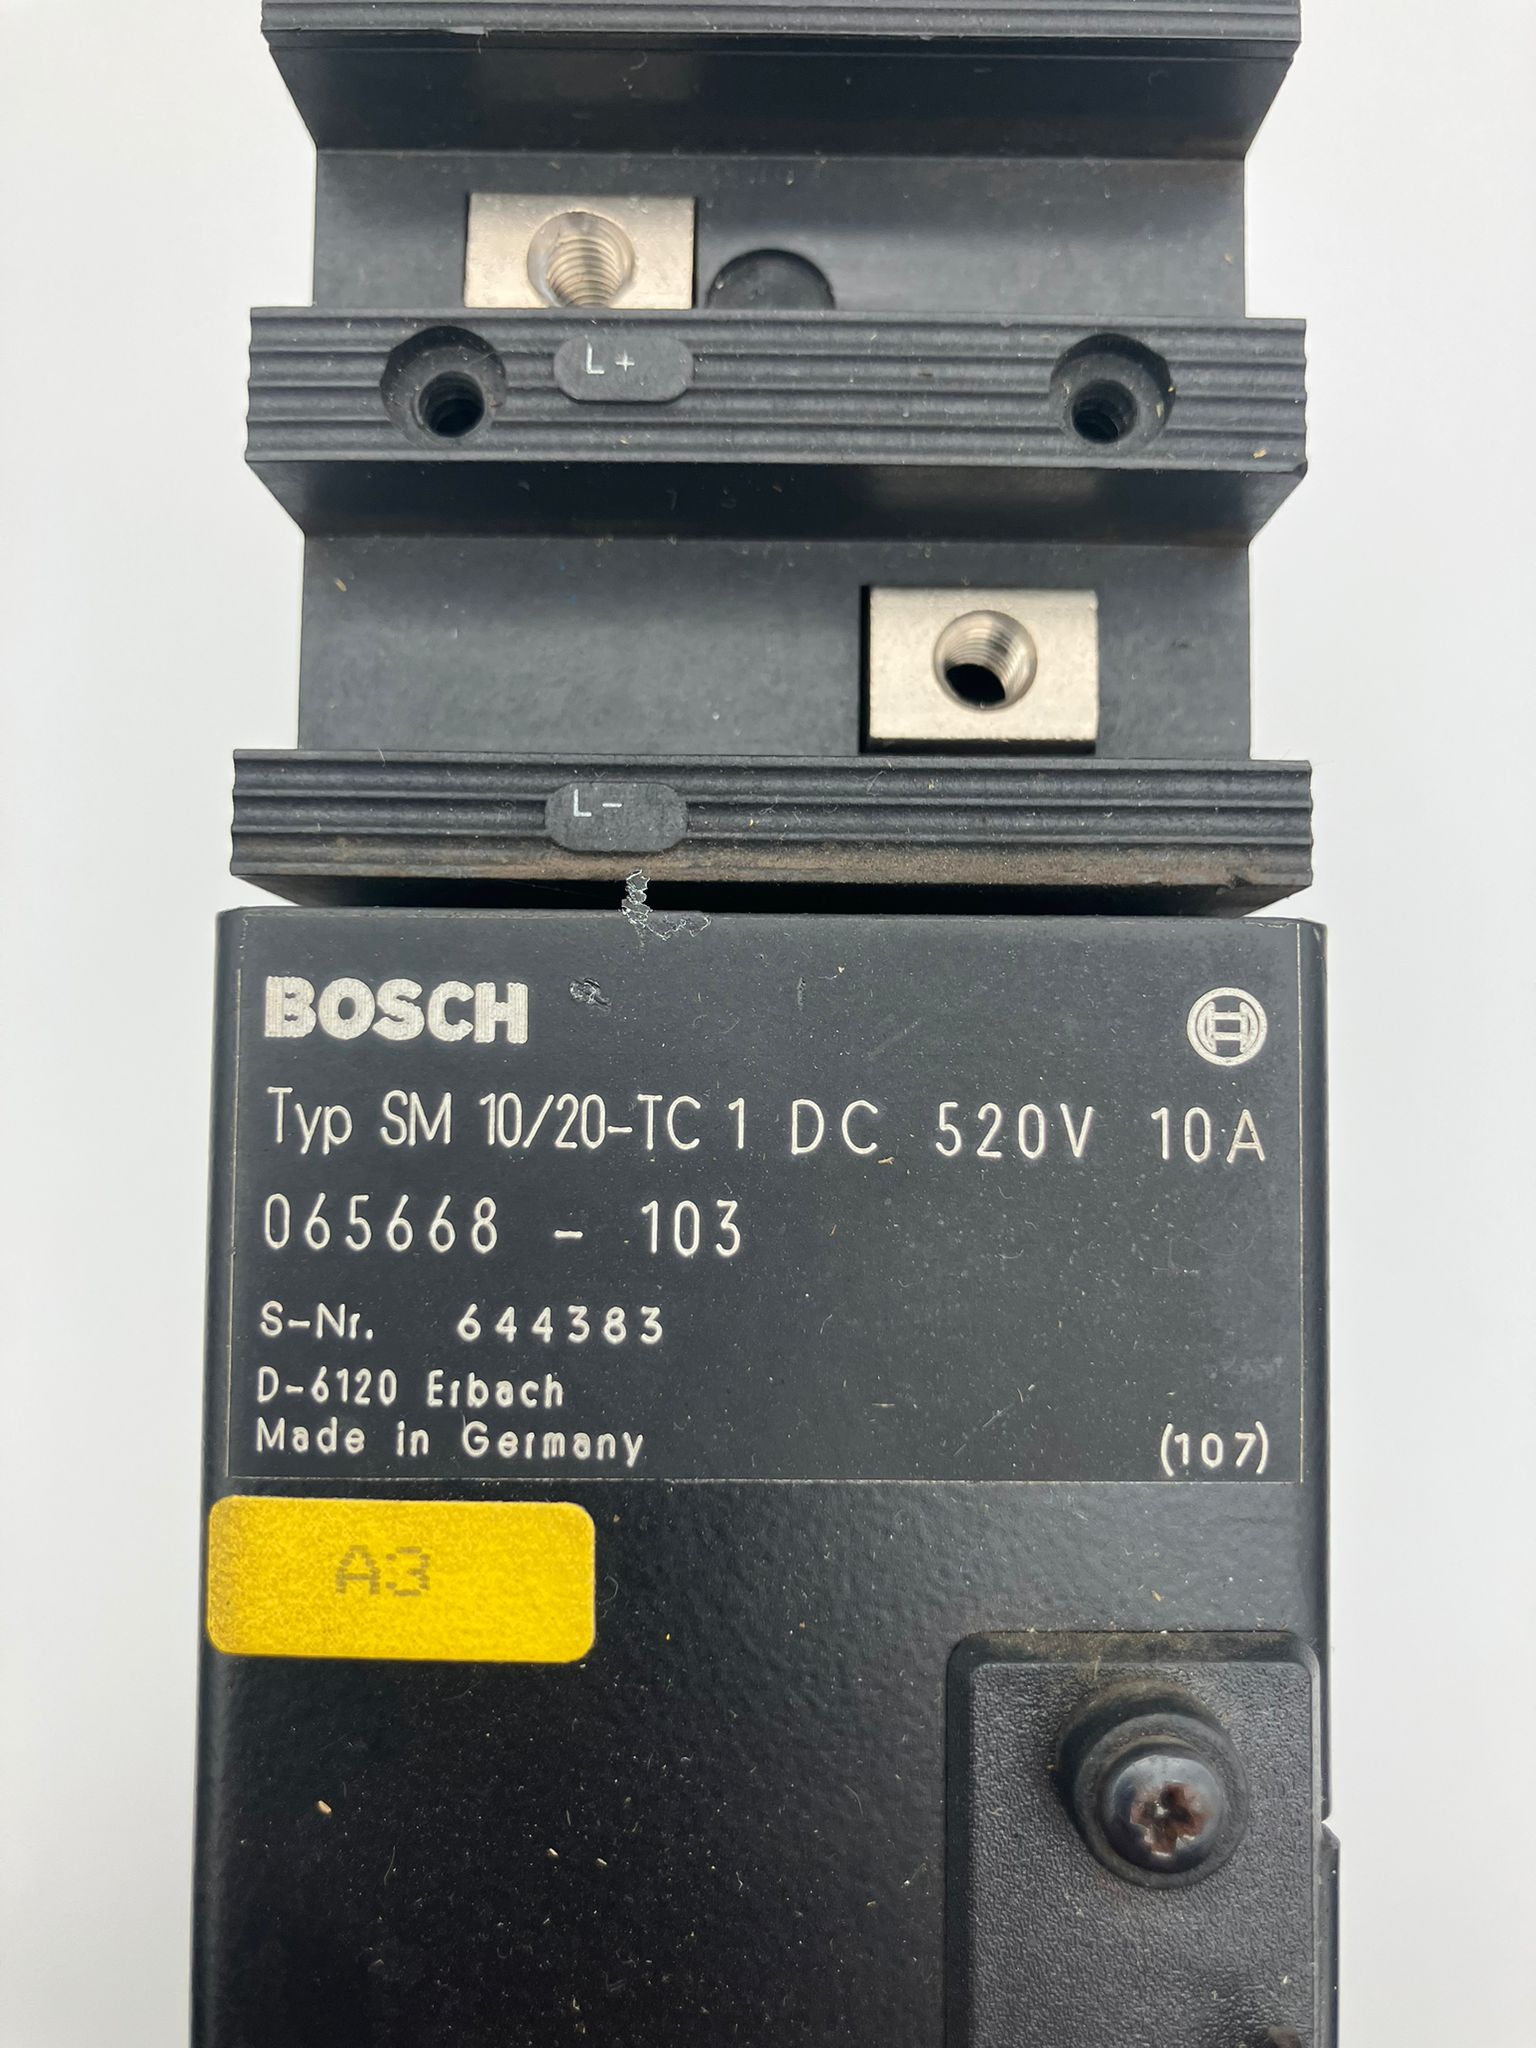 L+
L-
BOSCH
Typ SM 10/20-TC 1 DC 520V 10A
065668 - 103
S-Nr. 644383
D-6120 Erbach
Made in Germany (107)